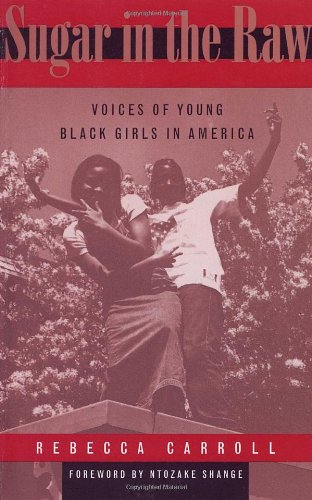 Sugar in the Raw
VOICES OF YOUNG
BLACK GIRLS IN AMERICA
REBECCA CARROLL
FOREWORD BY NTOZAKE SHANGE